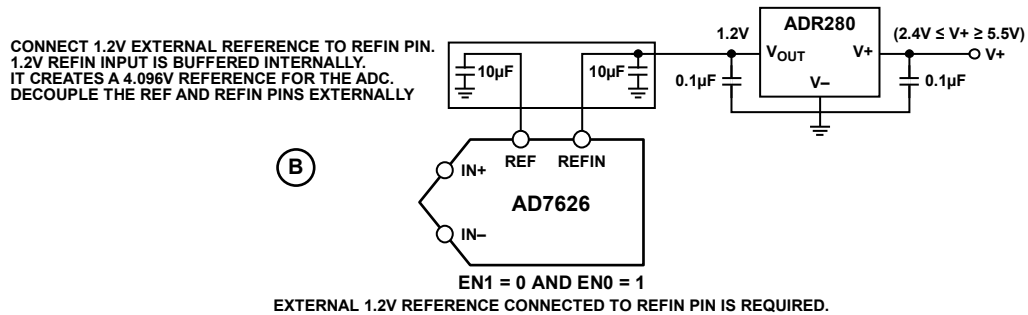 CONNECT 1.2V EXTERNAL REFERENCE TO REFIN PIN.
1.2V REFIN INPUT IS BUFFERED INTERNALLY.
IT CREATES A 4.096V REFERENCE FOR THE ADC.
DECOUPLE THE REF AND REFIN PINS EXTERNALLY
10µF
10µF
1.2V
ADR280
(2.4V ≤ V+ ≥ 5.5V)
VOUT
V+
V+
V–
0.1µF
0.1µF
B
REF
REFIN
IN+
AD7626
IN–
EN1 = 0 AND EN0 = 1
EXTERNAL 1.2V REFERENCE CONNECTED TO REFIN PIN IS REQUIRED.